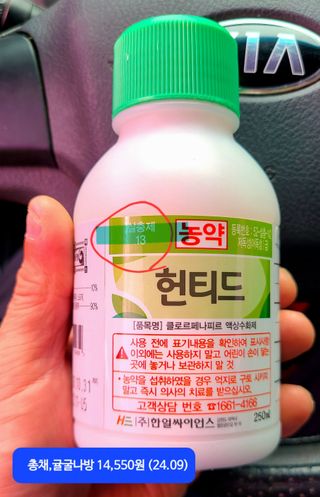 KIA
살충제
13
농약
헌티드
[품목명] 클로르페나피르 액상수화제
사용 전에 표기내용을 확인하여 표시사항
이외에는 사용하지 말고 어린이 손이 닿는
곳에 놓거나 보관하지 말 것
• 농약을 섭취하였을 경우 억지로 구토 시키지
말고 즉시 의사의 치료를 받으십시오.
고객상담 번호 ☎1661-4166
(주)한얼싸이언스
250㎖
총채,귤굴나방 14,550원 (24.09)